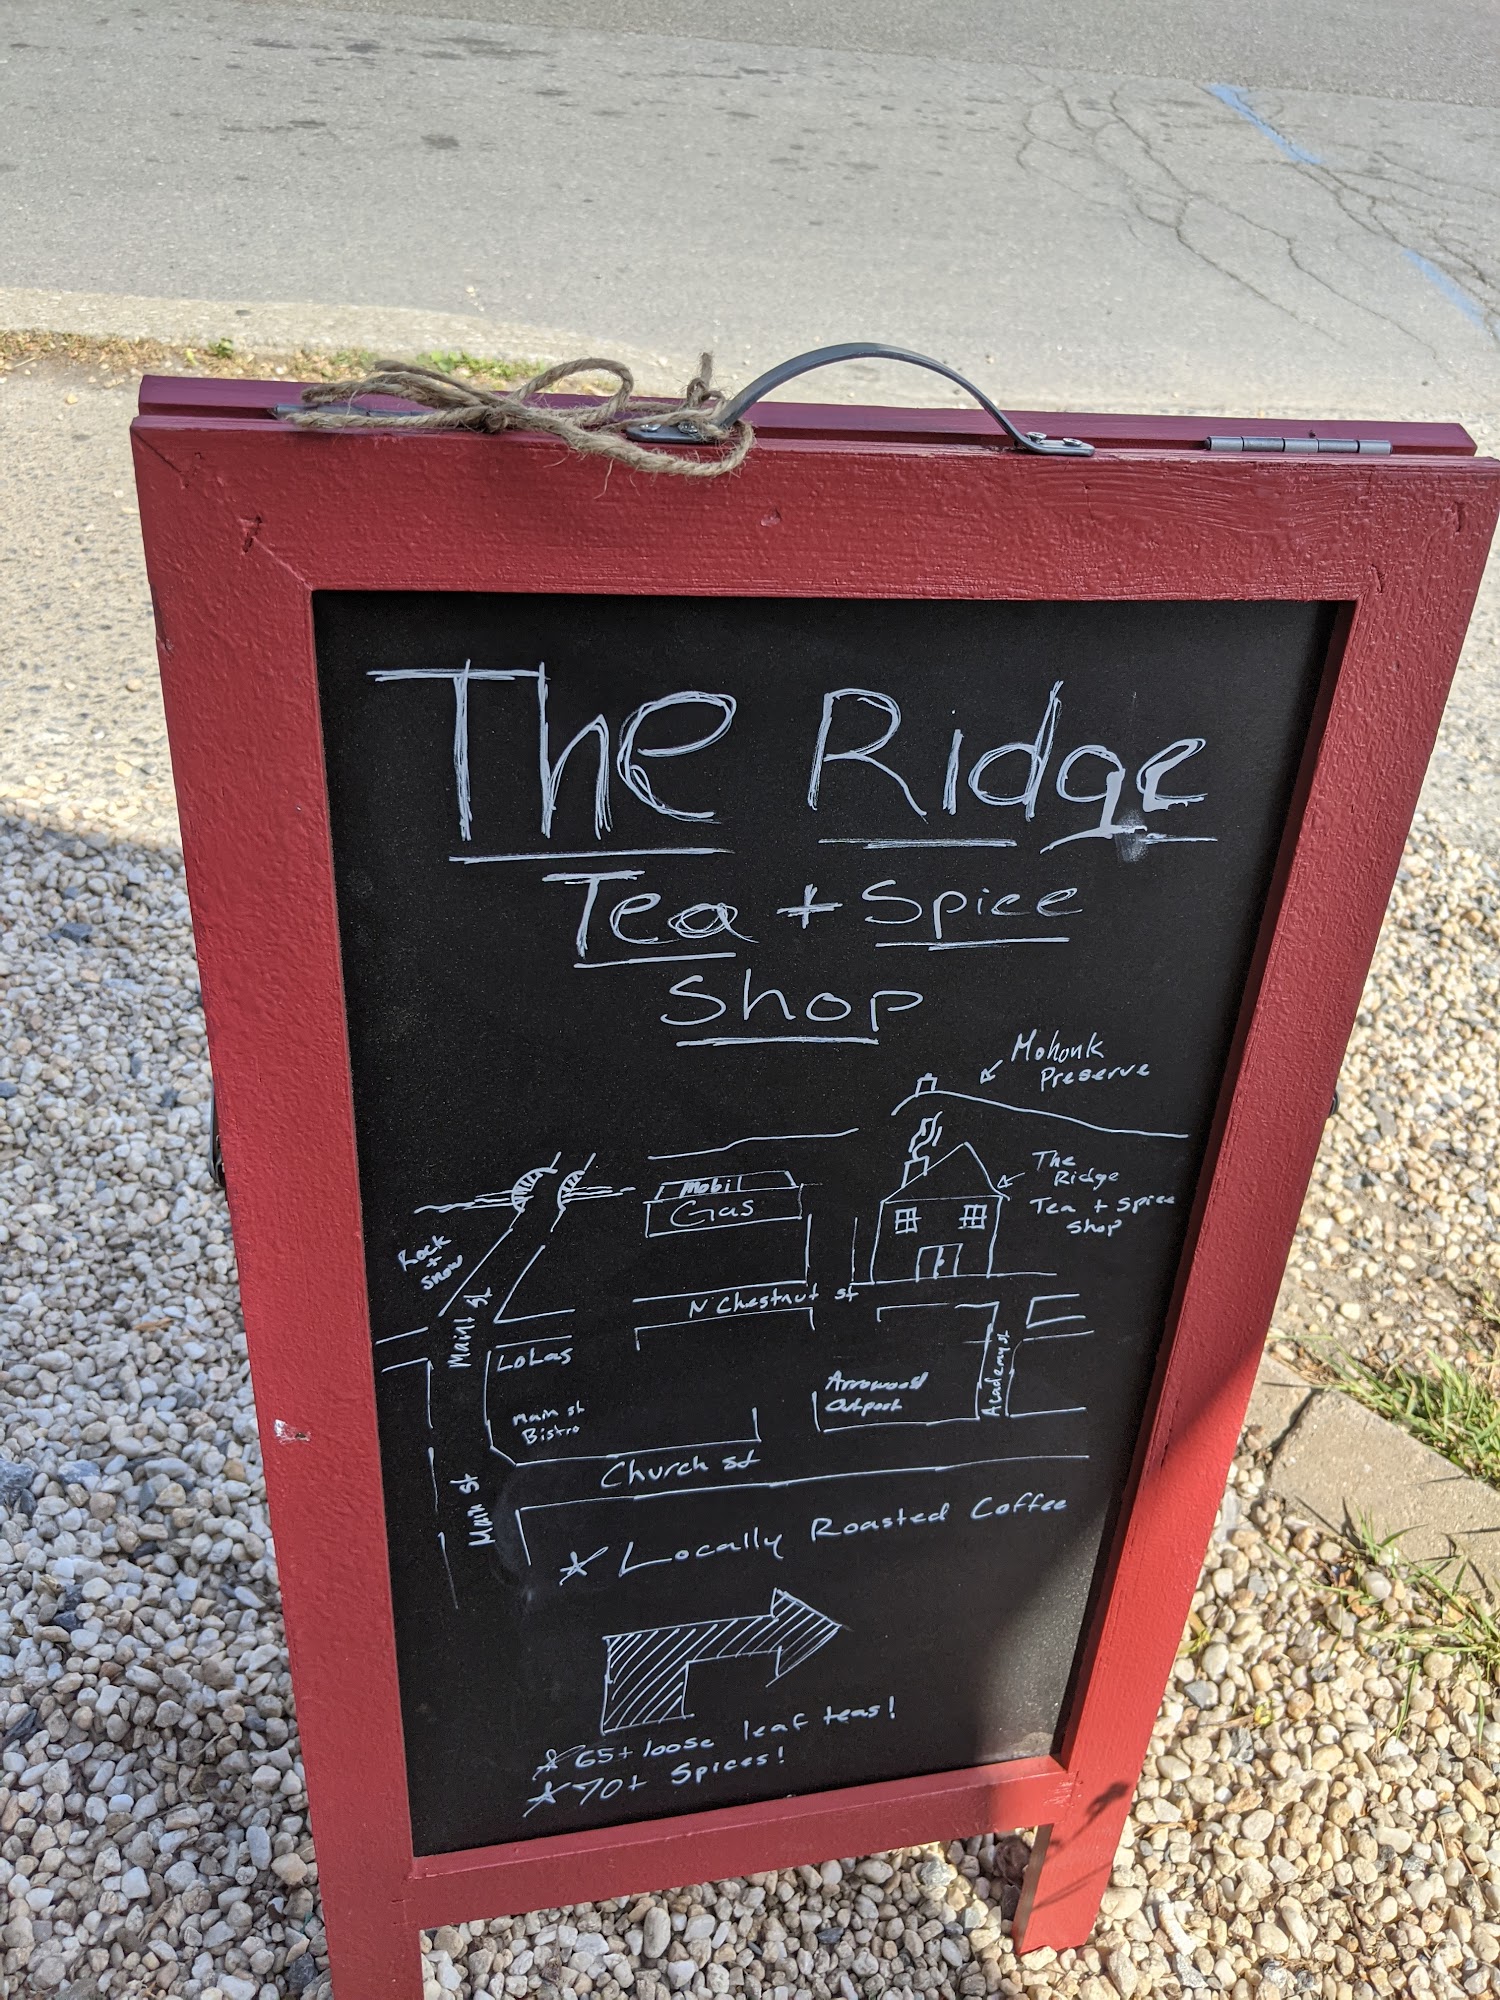 The Ridge
Tea + Spice
Shop
Mohonk
Preserve
The
Ridge
Tea + Spice
Shop
Mobil
Gas
Rock
+
Snow
Main St
N Chestnut St
LoLas
Main St
Bistro
Arrowood
Outpost
Academy St
Church St
Main St
☆ Locally Roasted Coffee
☆ 65+ loose leaf teas!
☆ 70+ Spices!